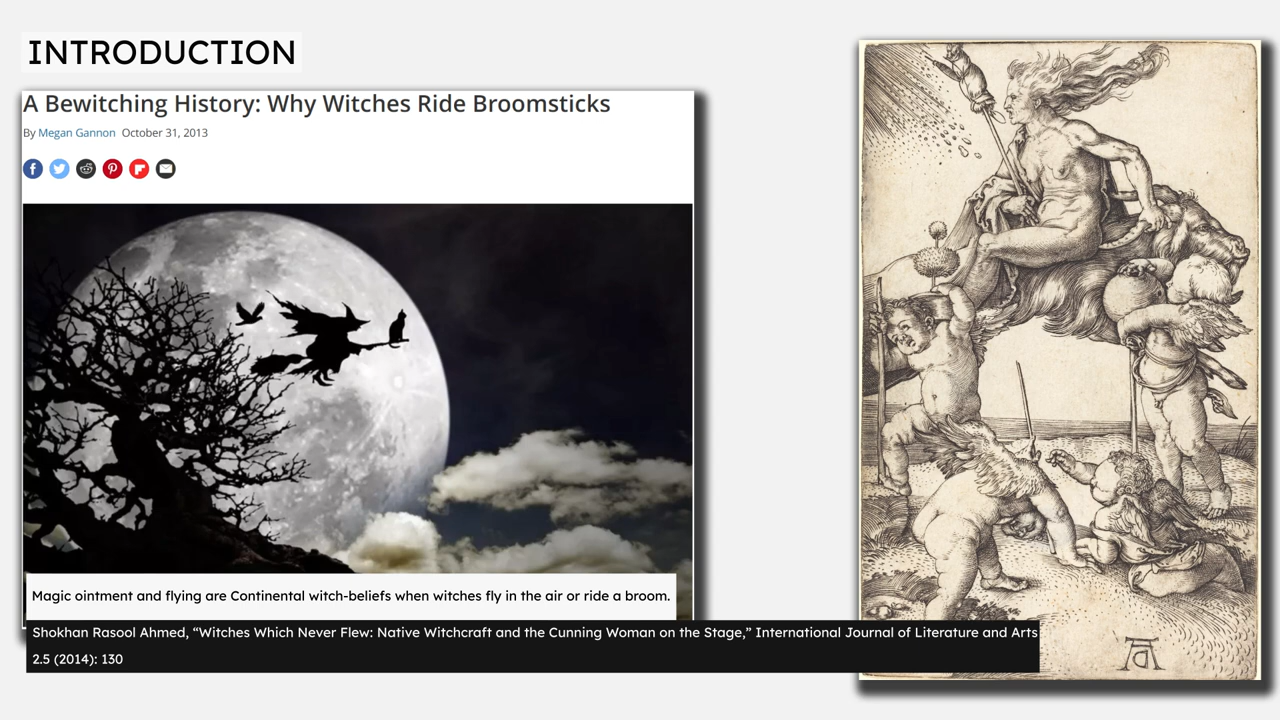 INTRODUCTION
A Bewitching History: Why Witches Ride Broomsticks
By Megan Gannon October 31, 2013
Magic ointment and flying are Continental witch-beliefs when witches fly in the air or ride a broom.
Shokhan Rasool Ahmed, “Witches Which Never Flew: Native Witchcraft and the Cunning Woman on the Stage,” International Journal of Literature and Arts
2.5 (2014): 130
AD